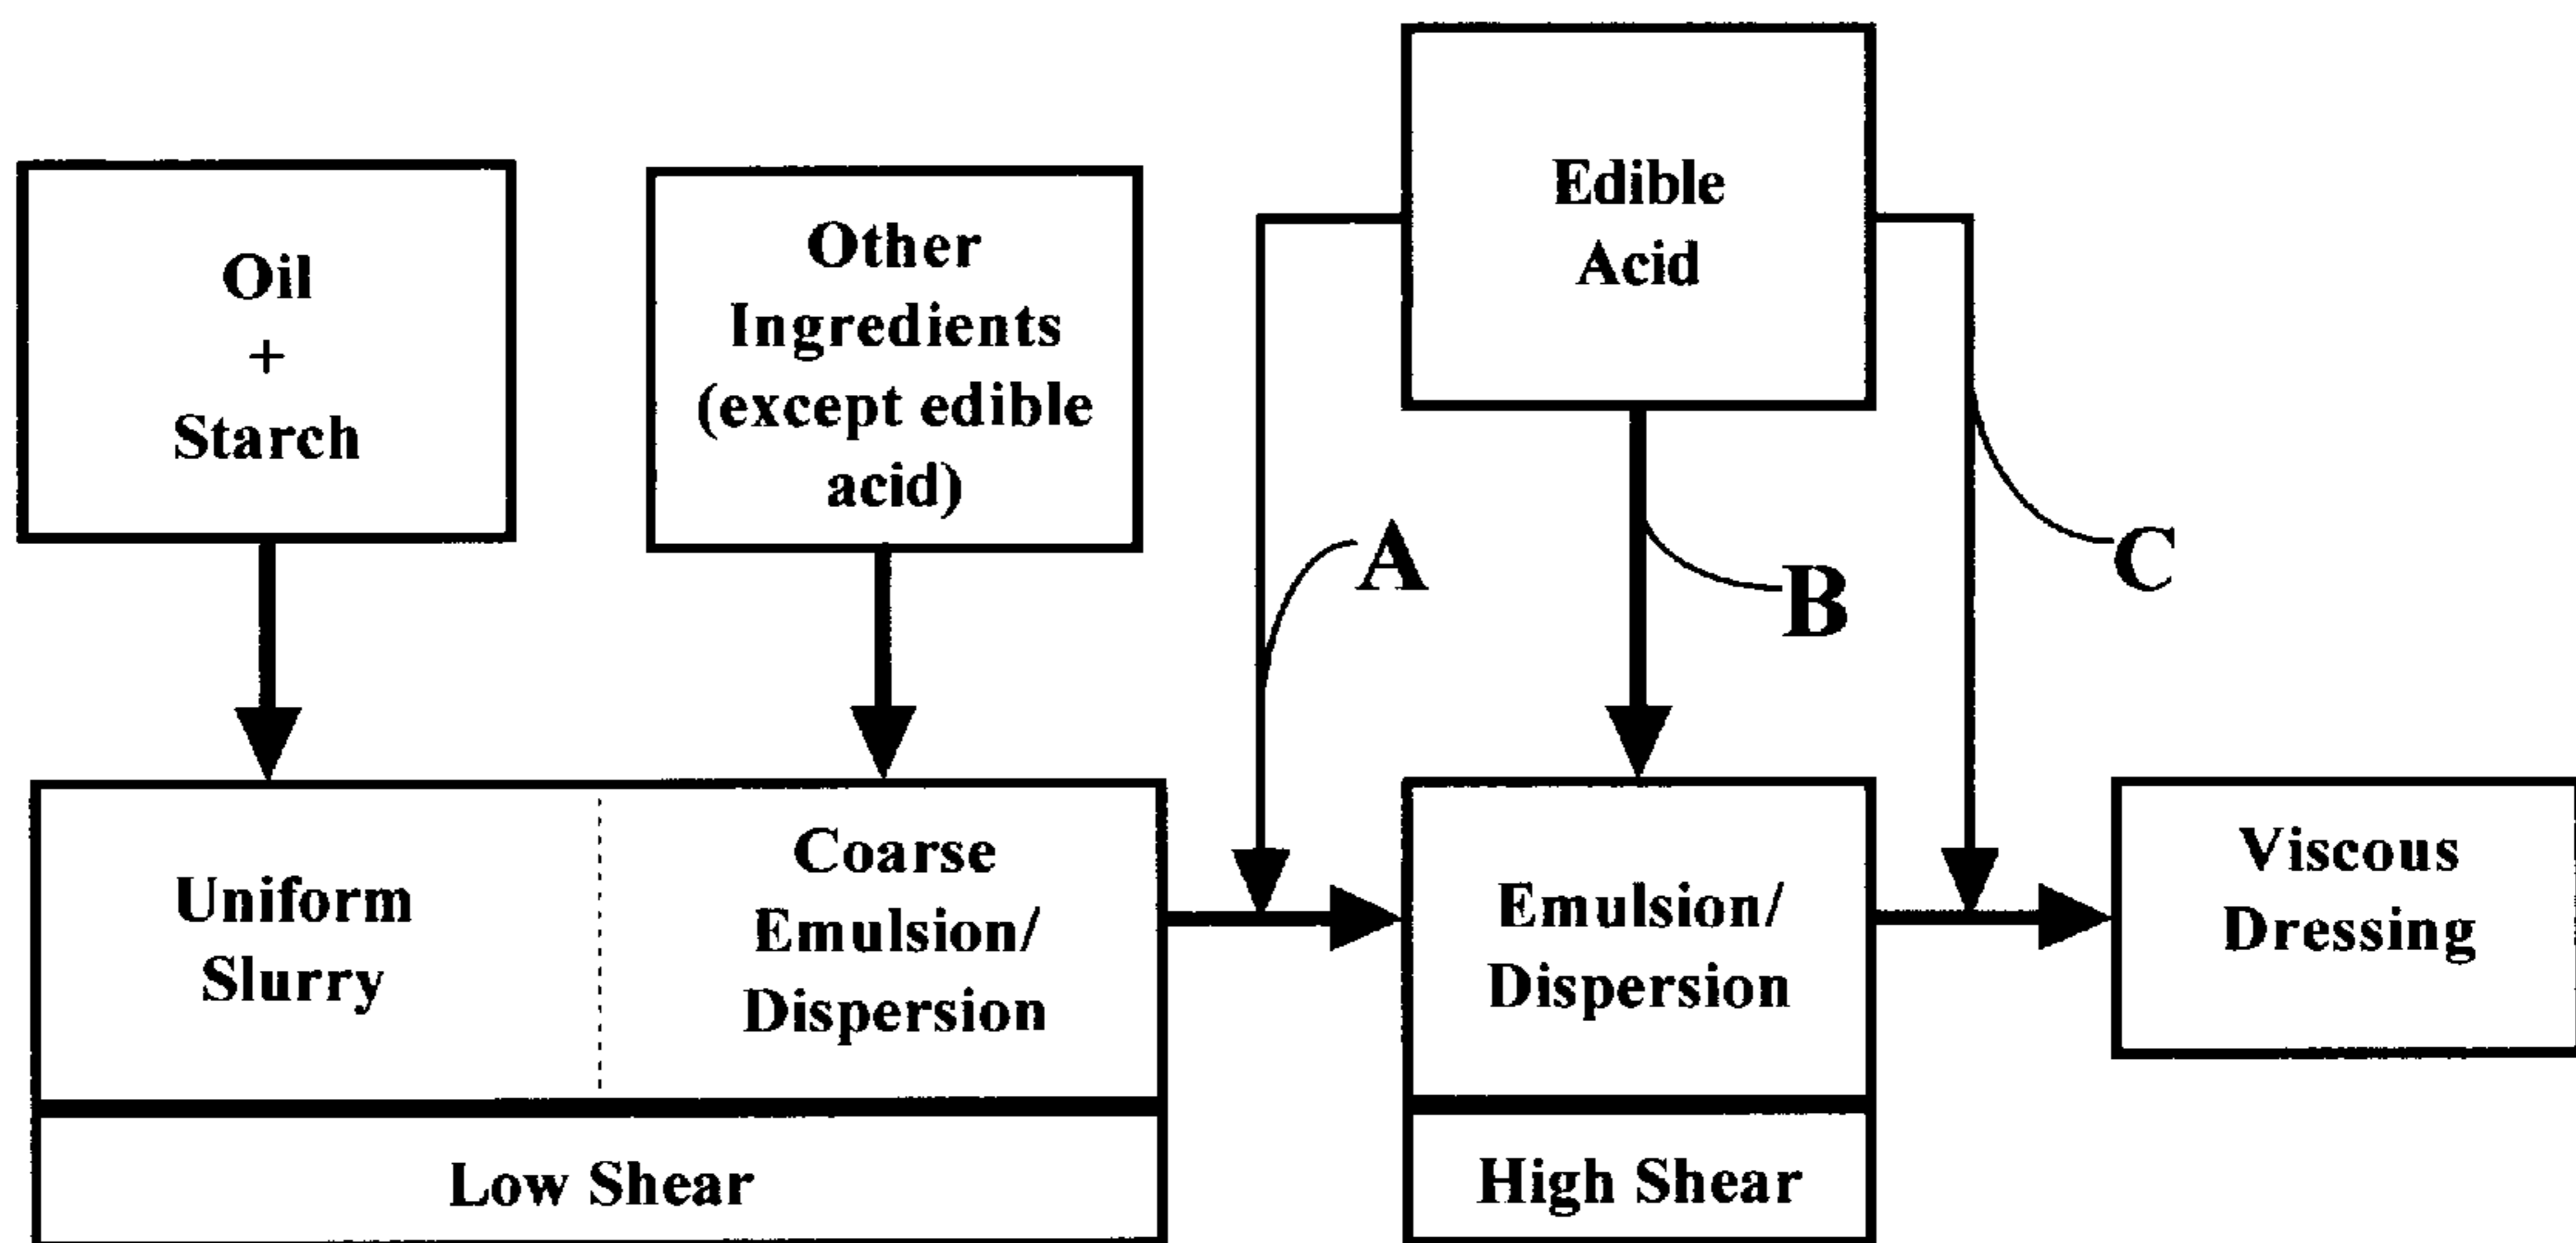 Oil
+
Starch
Other
Ingredients
(except edible
acid)
Edible
Acid
A
B
C
Uniform
Slurry
Coarse
Emulsion/
Dispersion
Low Shear
Emulsion/
Dispersion
High Shear
Viscous
Dressing